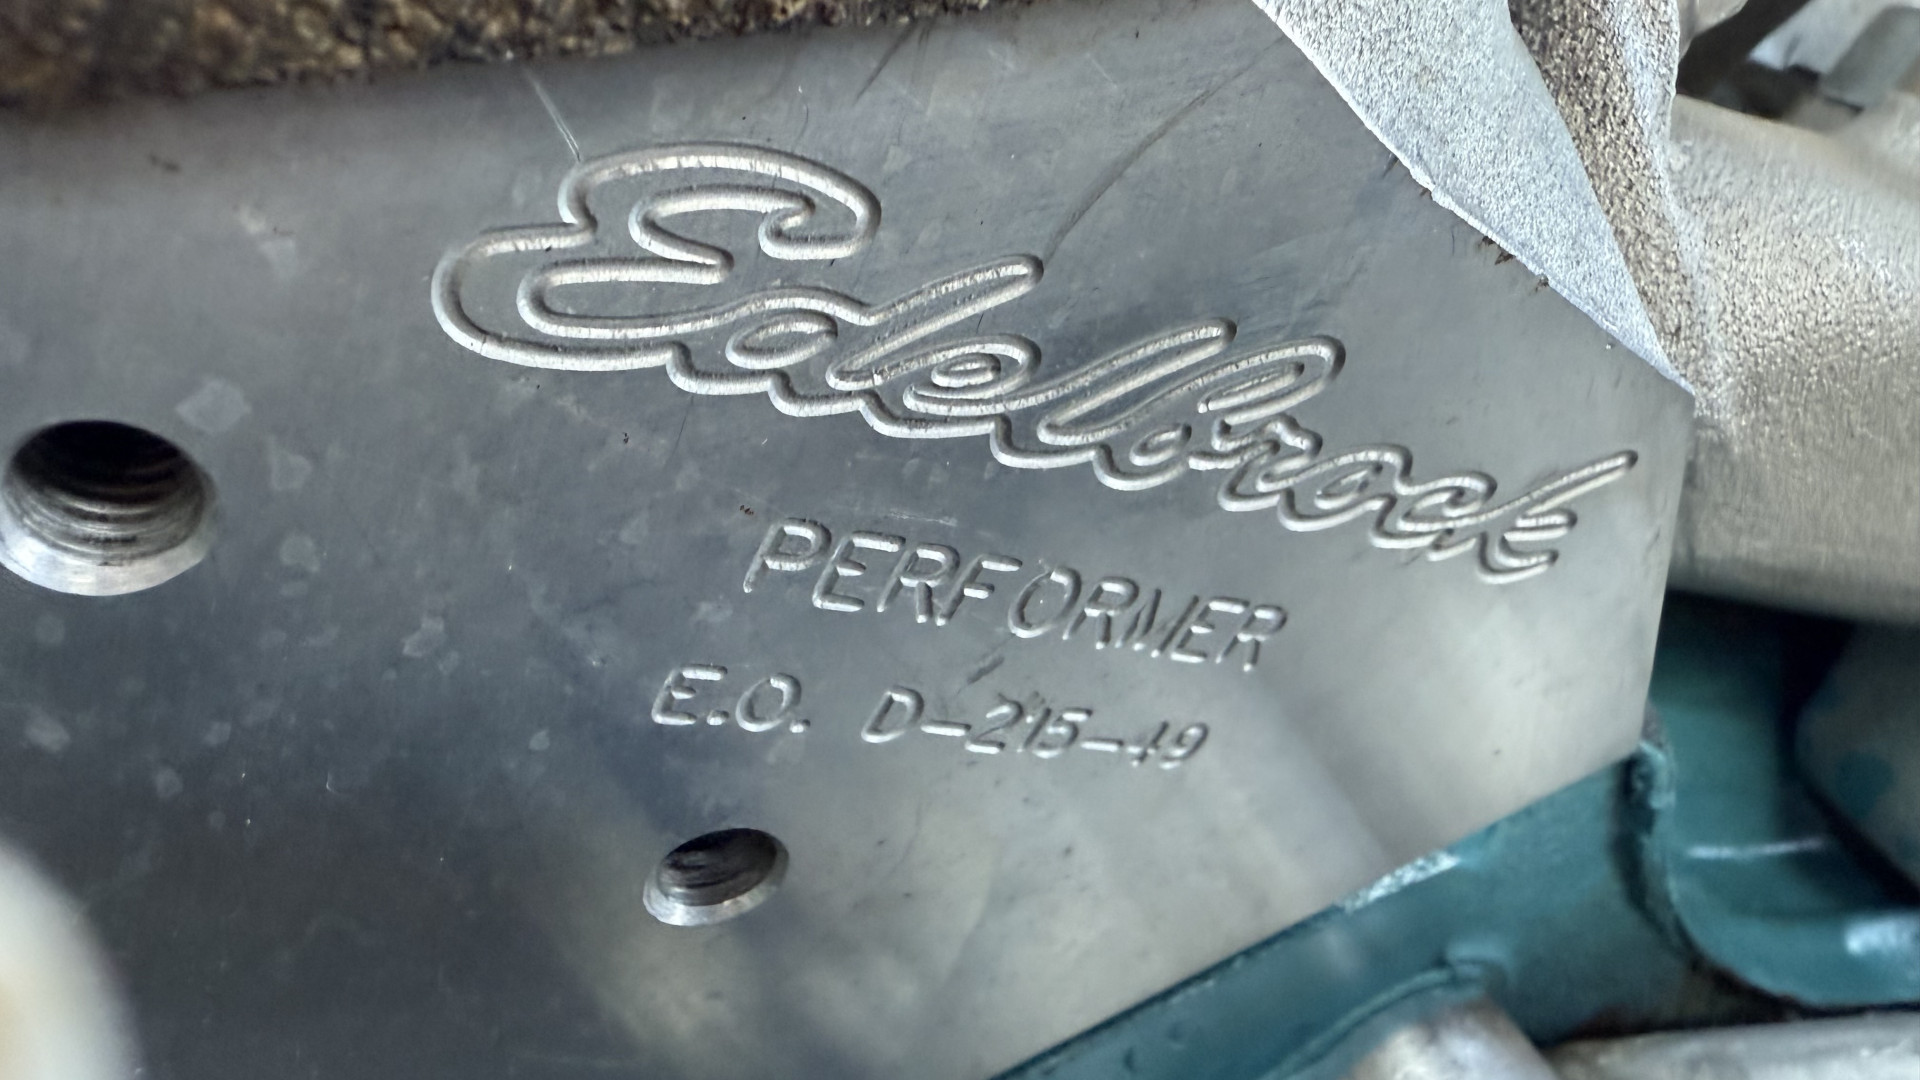 Edelbrock
PERFORMER
E.O. D-215-49